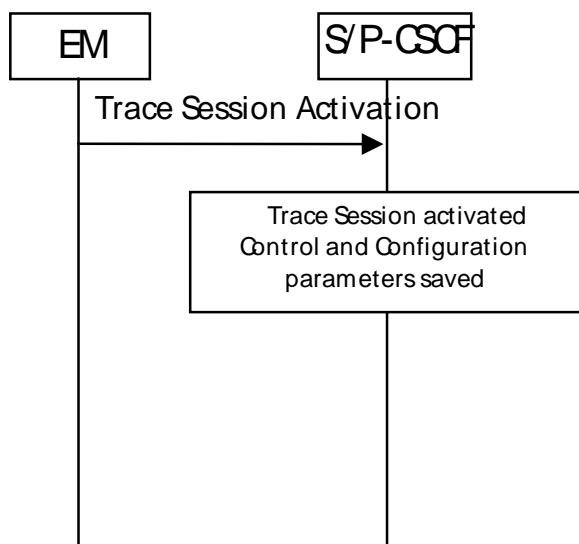 EM
S/P-CSCF
Trace Session Activation
Trace Session activated
Control and Configuration
parameters saved